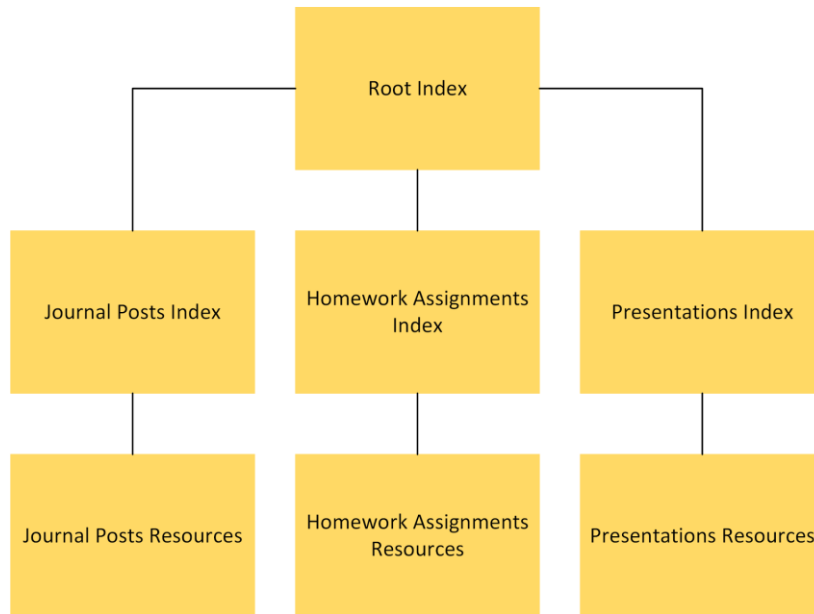 Root Index
Journal Posts Index
Homework Assignments
Index
Presentations Index
Journal Posts Resources
Homework Assignments
Resources
Presentations Resources